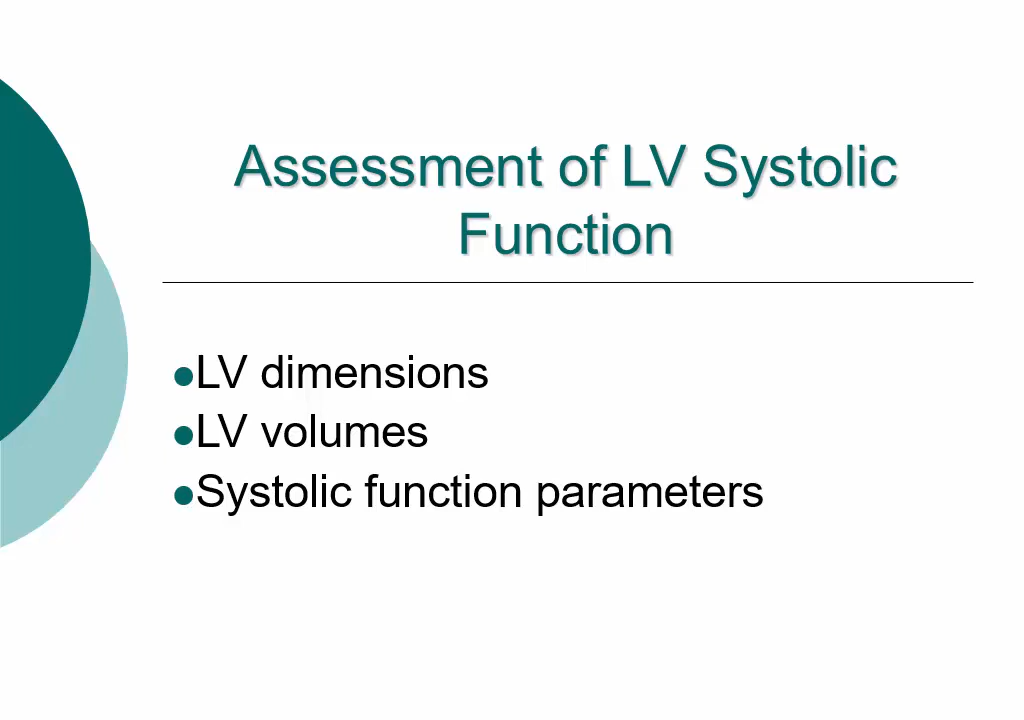 Assessment of LV Systolic
Function
●LV dimensions
●LV volumes
●Systolic function parameters